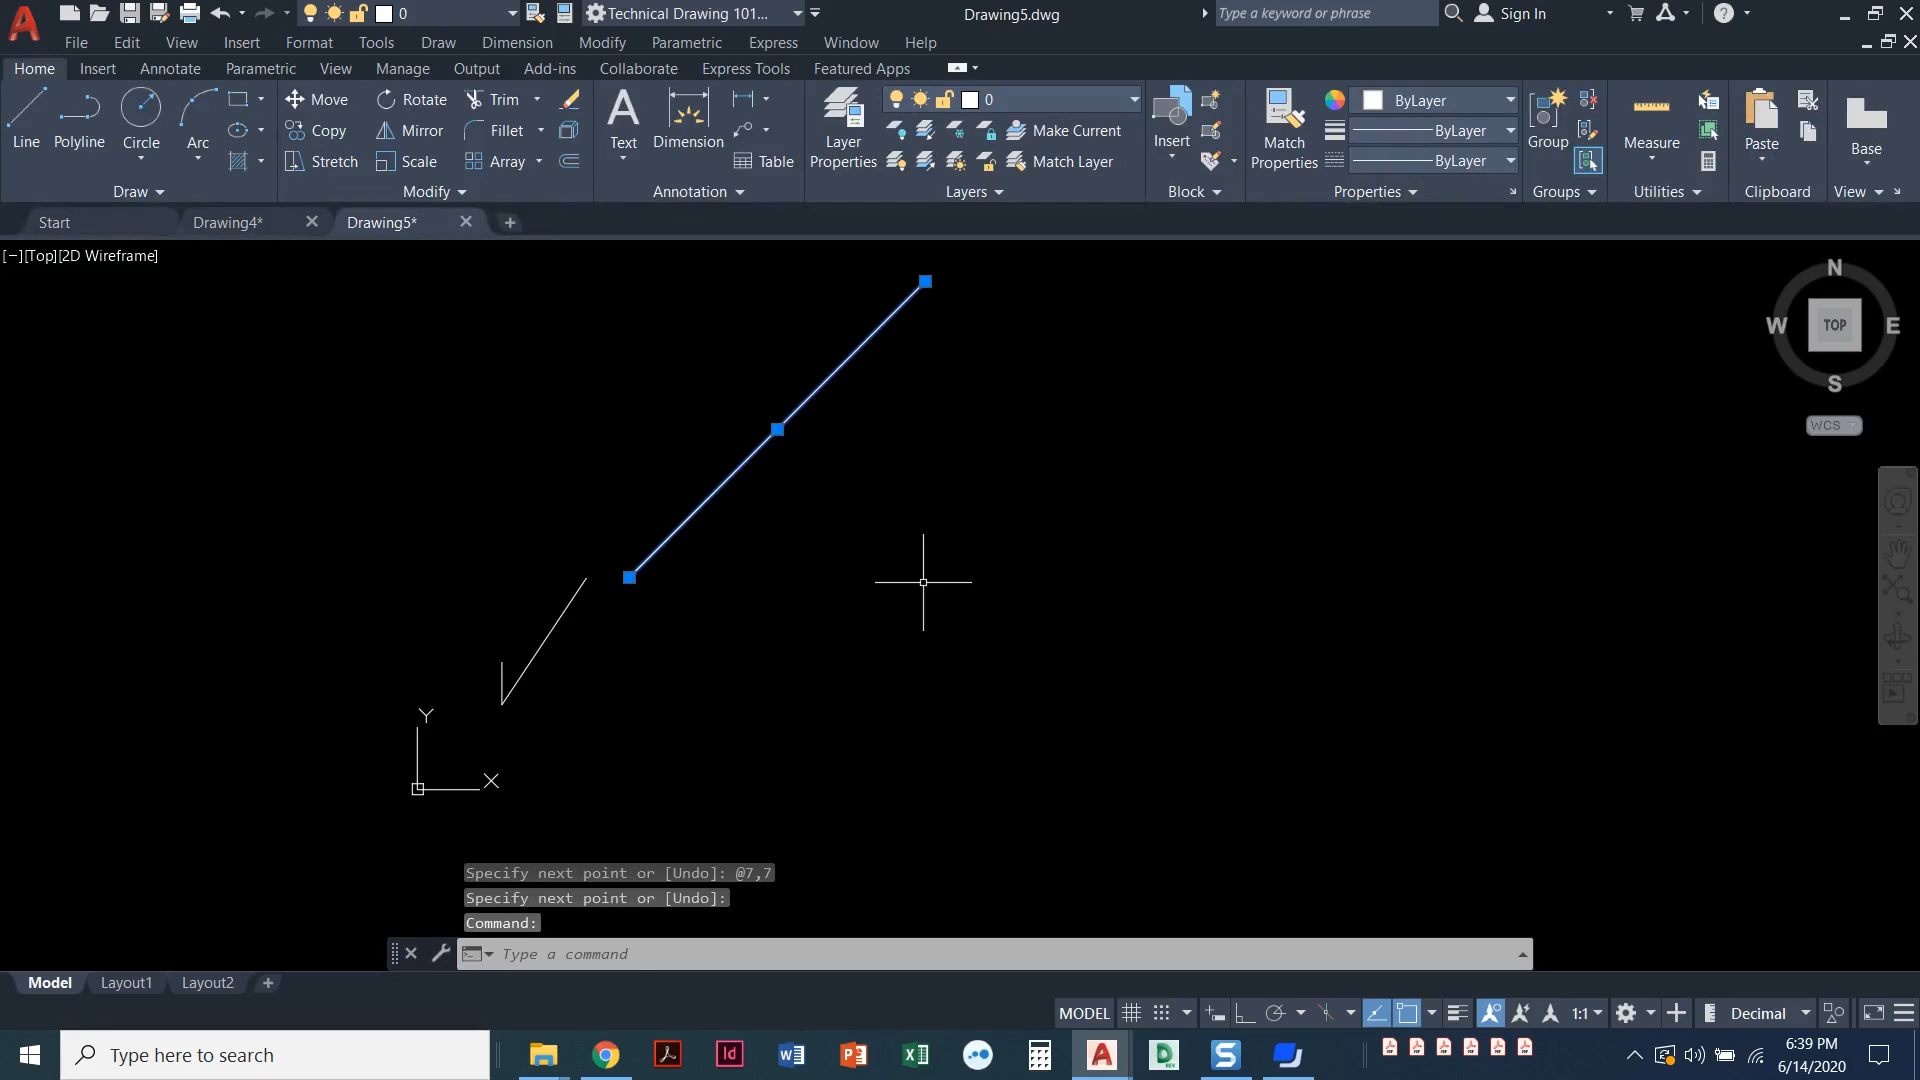 0
Technical Drawing 101...
Drawing5.dwg
Type a keyword or phrase
Sign In
File Edit View Insert Format Tools Draw Dimension Modify Parametric Express Window Help
Home Insert Annotate Parametric View Manage Output Add-ins Collaborate Express Tools Featured Apps
Line
Polyline
Circle
Arc
Draw
Move
Rotate
Trim
Copy
Mirror
Fillet
Stretch
Scale
Array
Modify
Text
Dimension
Table
Annotation
Layer
Properties
0
Make Current
Match Layer
Layers
Insert
Block
Match
Properties
ByLayer
ByLayer
ByLayer
Properties
Group
Groups
Measure
Utilities
Paste
Clipboard
Base
View
Start
Drawing4*
Drawing5*
[−][Top][2D Wireframe]
N
W
TOP
E
S
WCS
Y
X
Specify next point or [Undo]: @7,7
Specify next point or [Undo]:
Command:
Type a command
Model
Layout1
Layout2
MODEL
1:1
Decimal
Type here to search
6:39 PM
6/14/2020